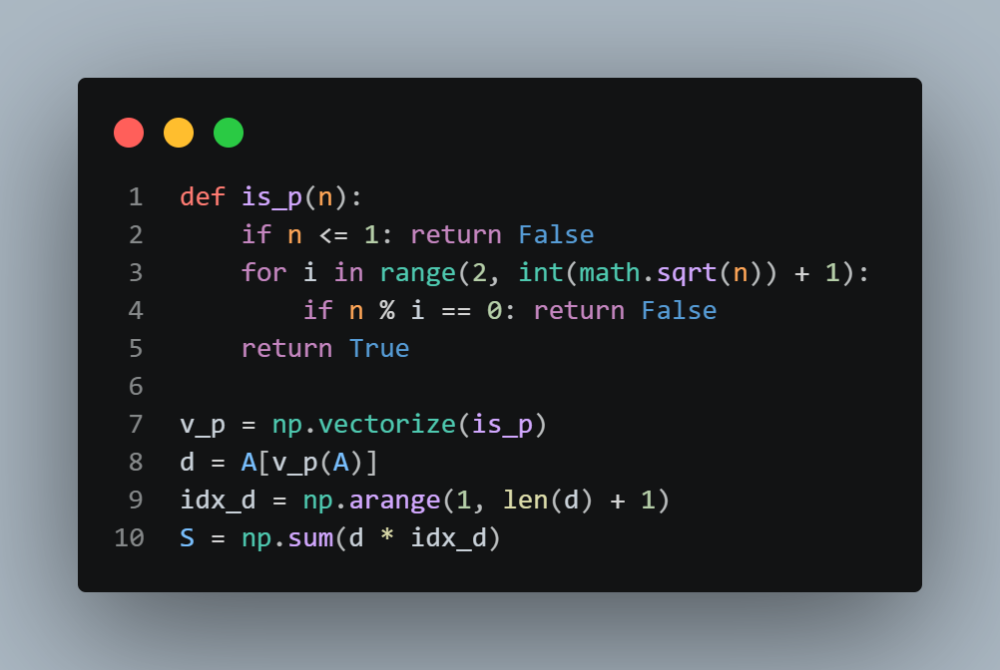 1 def is_p(n):
2     if n <= 1: return False
3     for i in range(2, int(math.sqrt(n)) + 1):
4         if n % i == 0: return False
5     return True
6
7 v_p = np.vectorize(is_p)
8 d = A[v_p(A)]
9 idx_d = np.arange(1, len(d) + 1)
10 S = np.sum(d * idx_d)